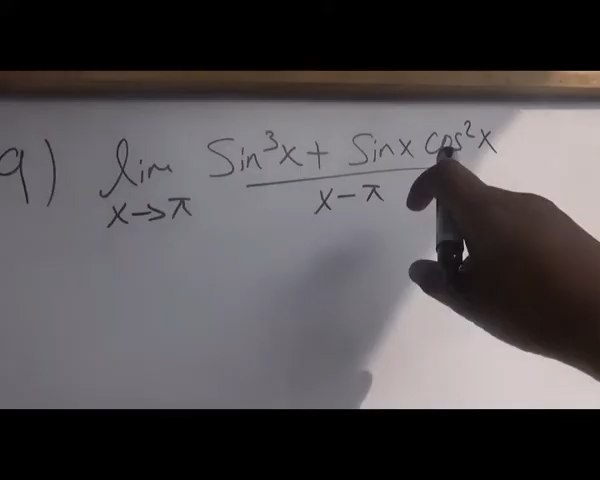 9) lim Sin³x + Sinx cos²x
x→π x-π